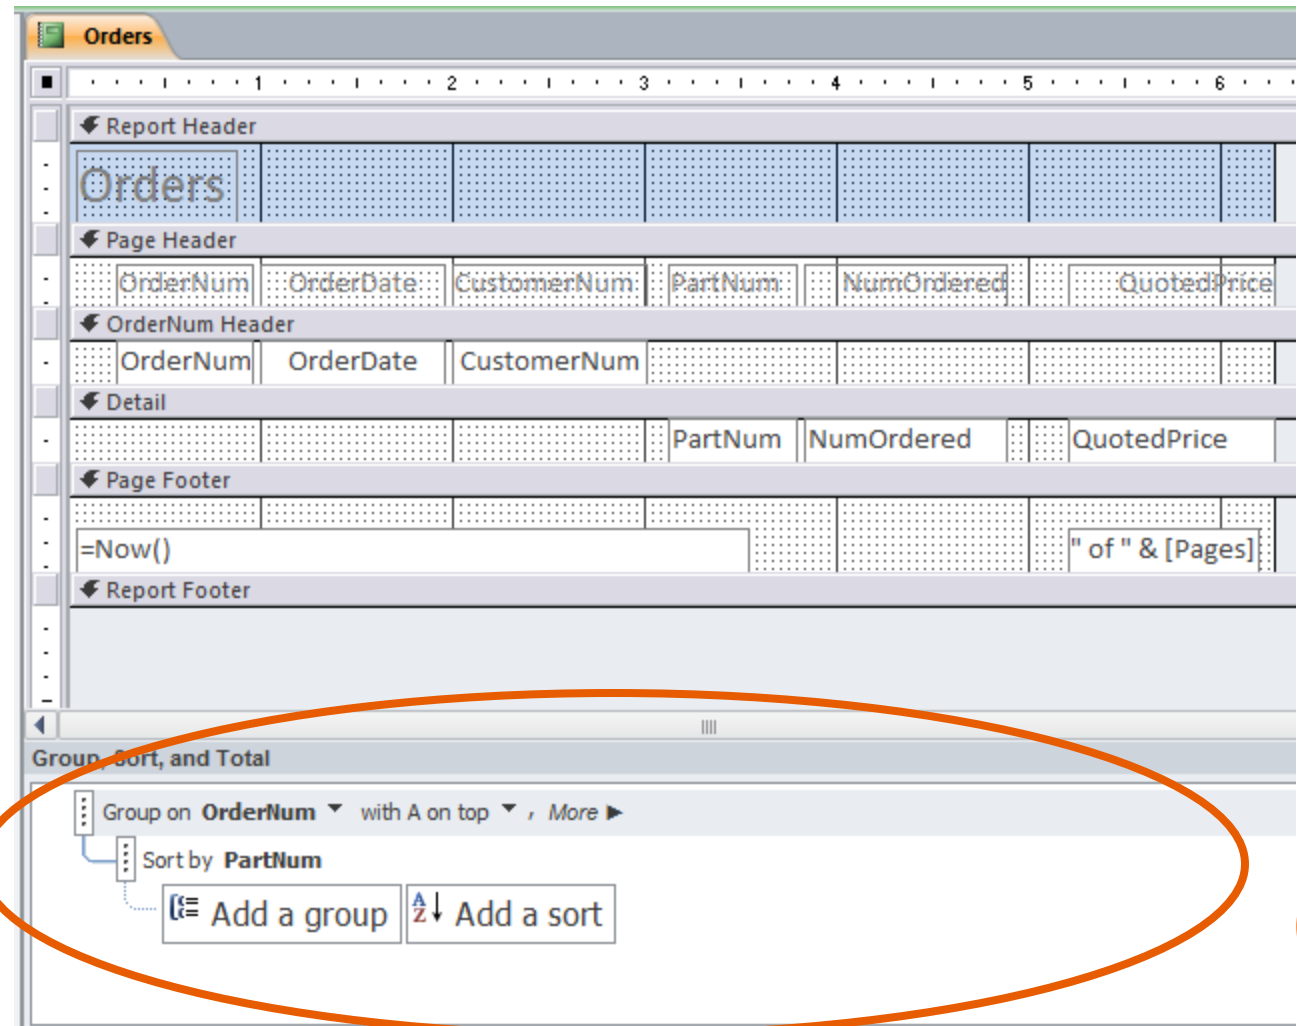 Orders
1 2 3 4 5 6
Report Header
Orders
Page Header
OrderNum OrderDate CustomerNum PartNum NumOrdered QuotedPrice
OrderNum Header
OrderNum OrderDate CustomerNum
Detail
PartNum NumOrdered QuotedPrice
Page Footer
=Now() " of " & [Pages]
Report Footer
Group, Sort, and Total
Group on OrderNum with A on top , More
Sort by PartNum
Add a group A Z Add a sort